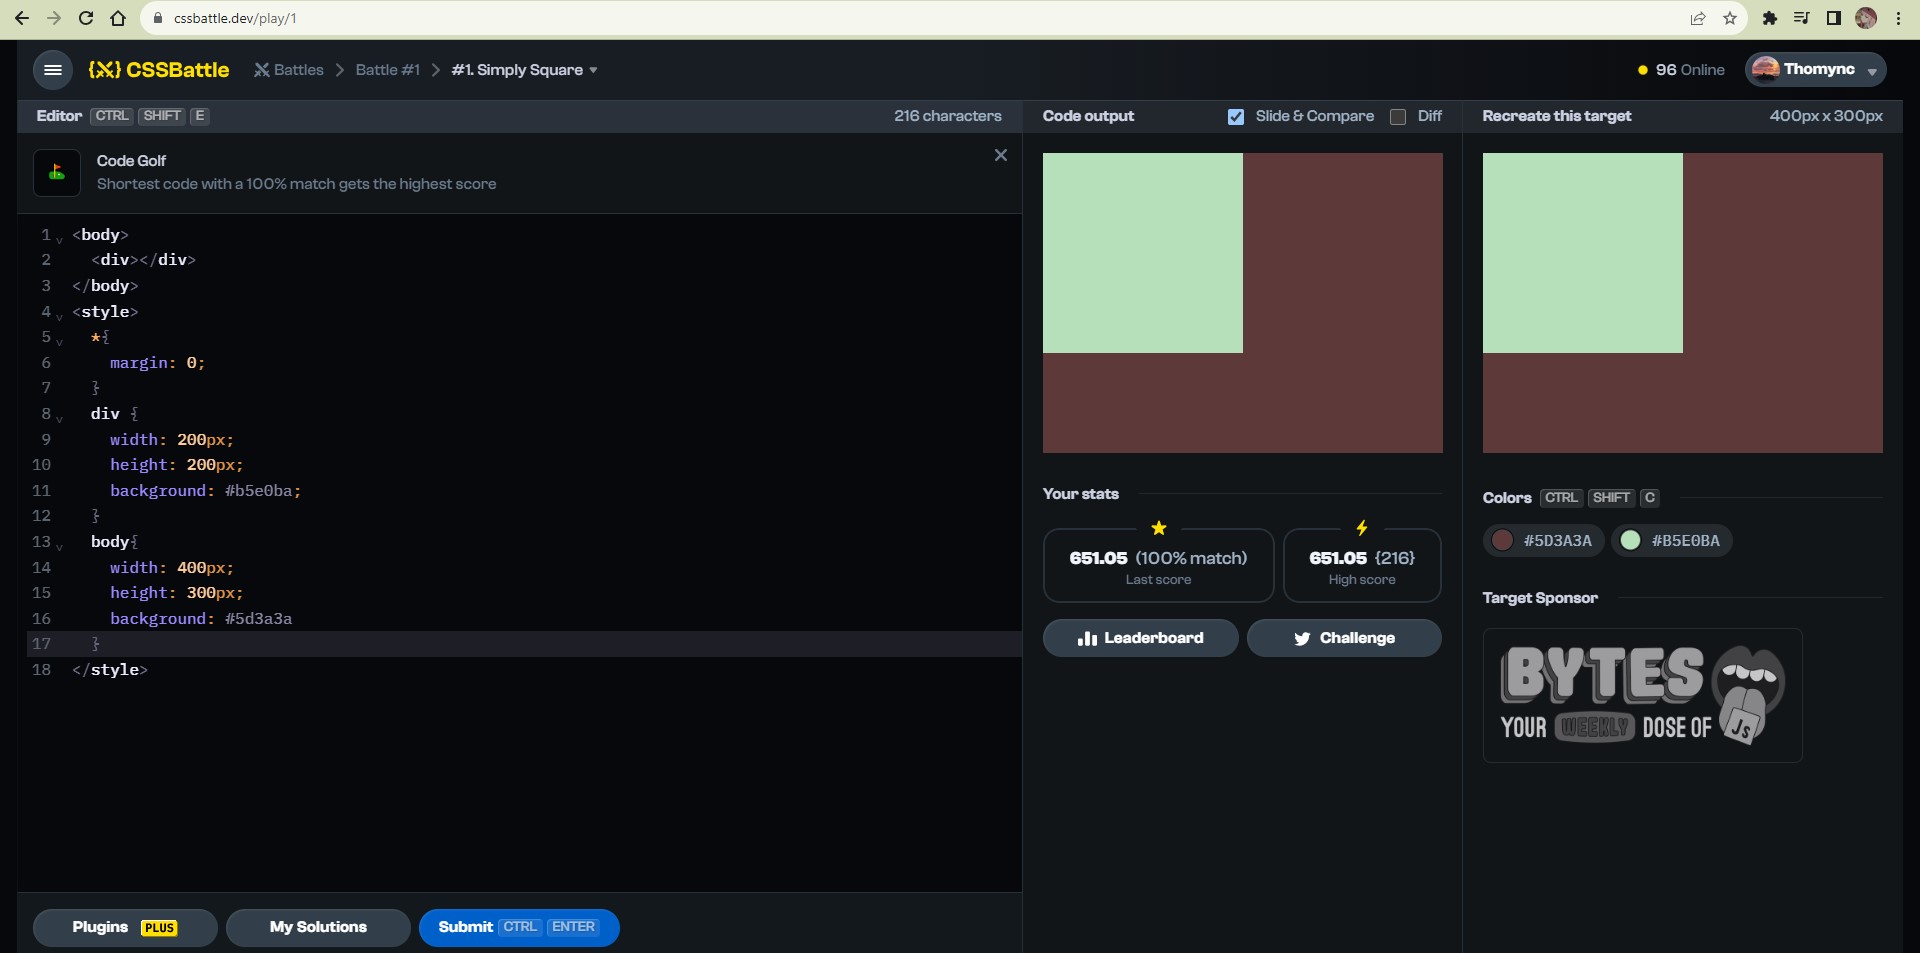 cssbattle.dev/play/1
CSSBattle
Battles
Battle #1
#1. Simply Square
96 Online
Thomync
Editor CTRL SHIFT E
216 characters
Code Golf
Shortest code with a 100% match gets the highest score
1 <body>
2 <div></div>
3 </body>
4 <style>
5 *{
6 margin: 0;
7 }
8 div {
9 width: 200px;
10 height: 200px;
11 background: #b5e0ba;
12 }
13 body{
14 width: 400px;
15 height: 300px;
16 background: #5d3a3a
17 }
18 </style>
Plugins PLUS
My Solutions
Submit CTRL ENTER
Code output
Slide & Compare
Diff
Your stats
651.05 (100% match)
Last score
651.05 {216}
High score
Leaderboard
Challenge
Recreate this target
400px x 300px
Colors CTRL SHIFT C
#5D3A3A
#B5E0BA
Target Sponsor
BYTES
YOUR WEEKLY DOSE OF
Js